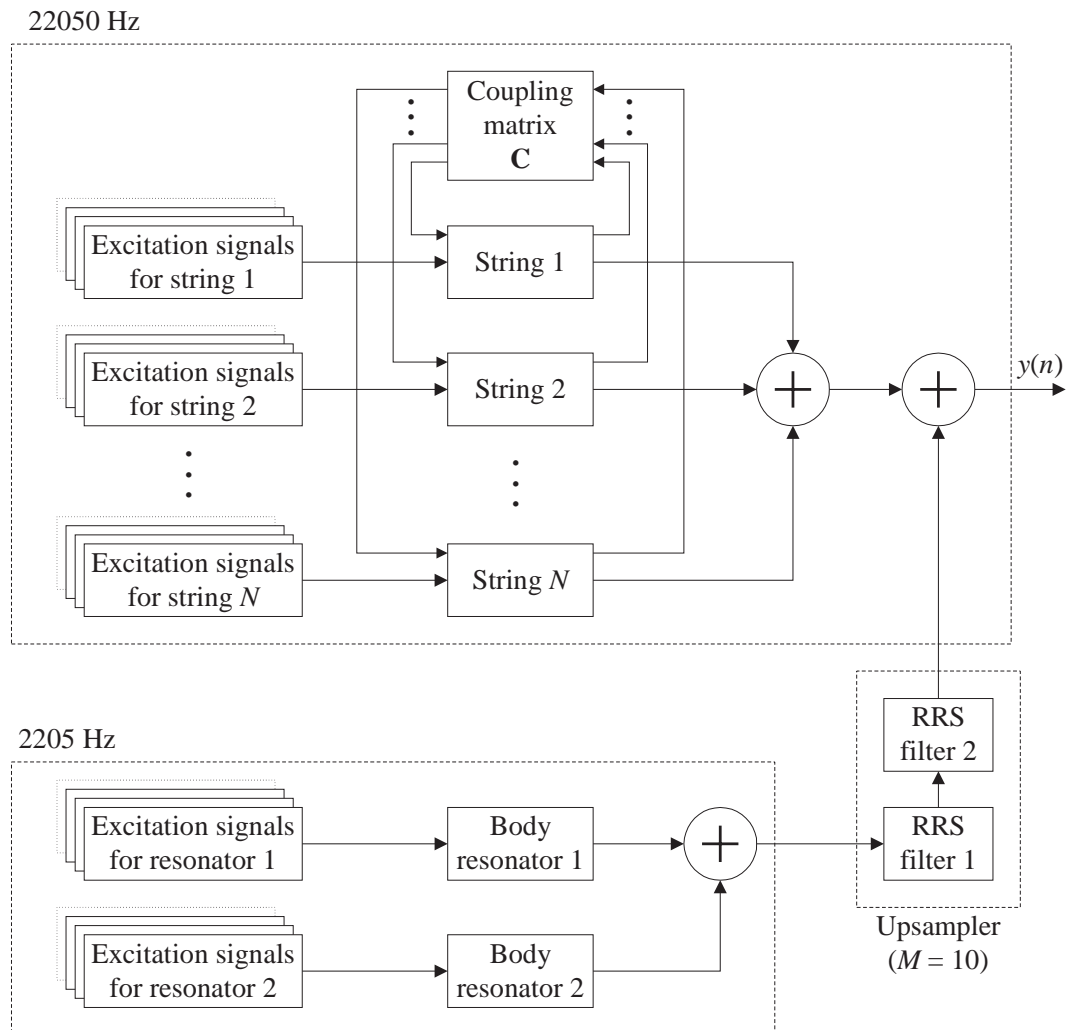 22050 Hz
Coupling
matrix
C
Excitation signals
for string 1
String 1
Excitation signals
for string 2
String 2
y(n)
Excitation signals
for string N
String N
2205 Hz
RRS
filter 2
Excitation signals
for resonator 1
Body
resonator 1
RRS
filter 1
Upsampler
(M = 10)
Excitation signals
for resonator 2
Body
resonator 2